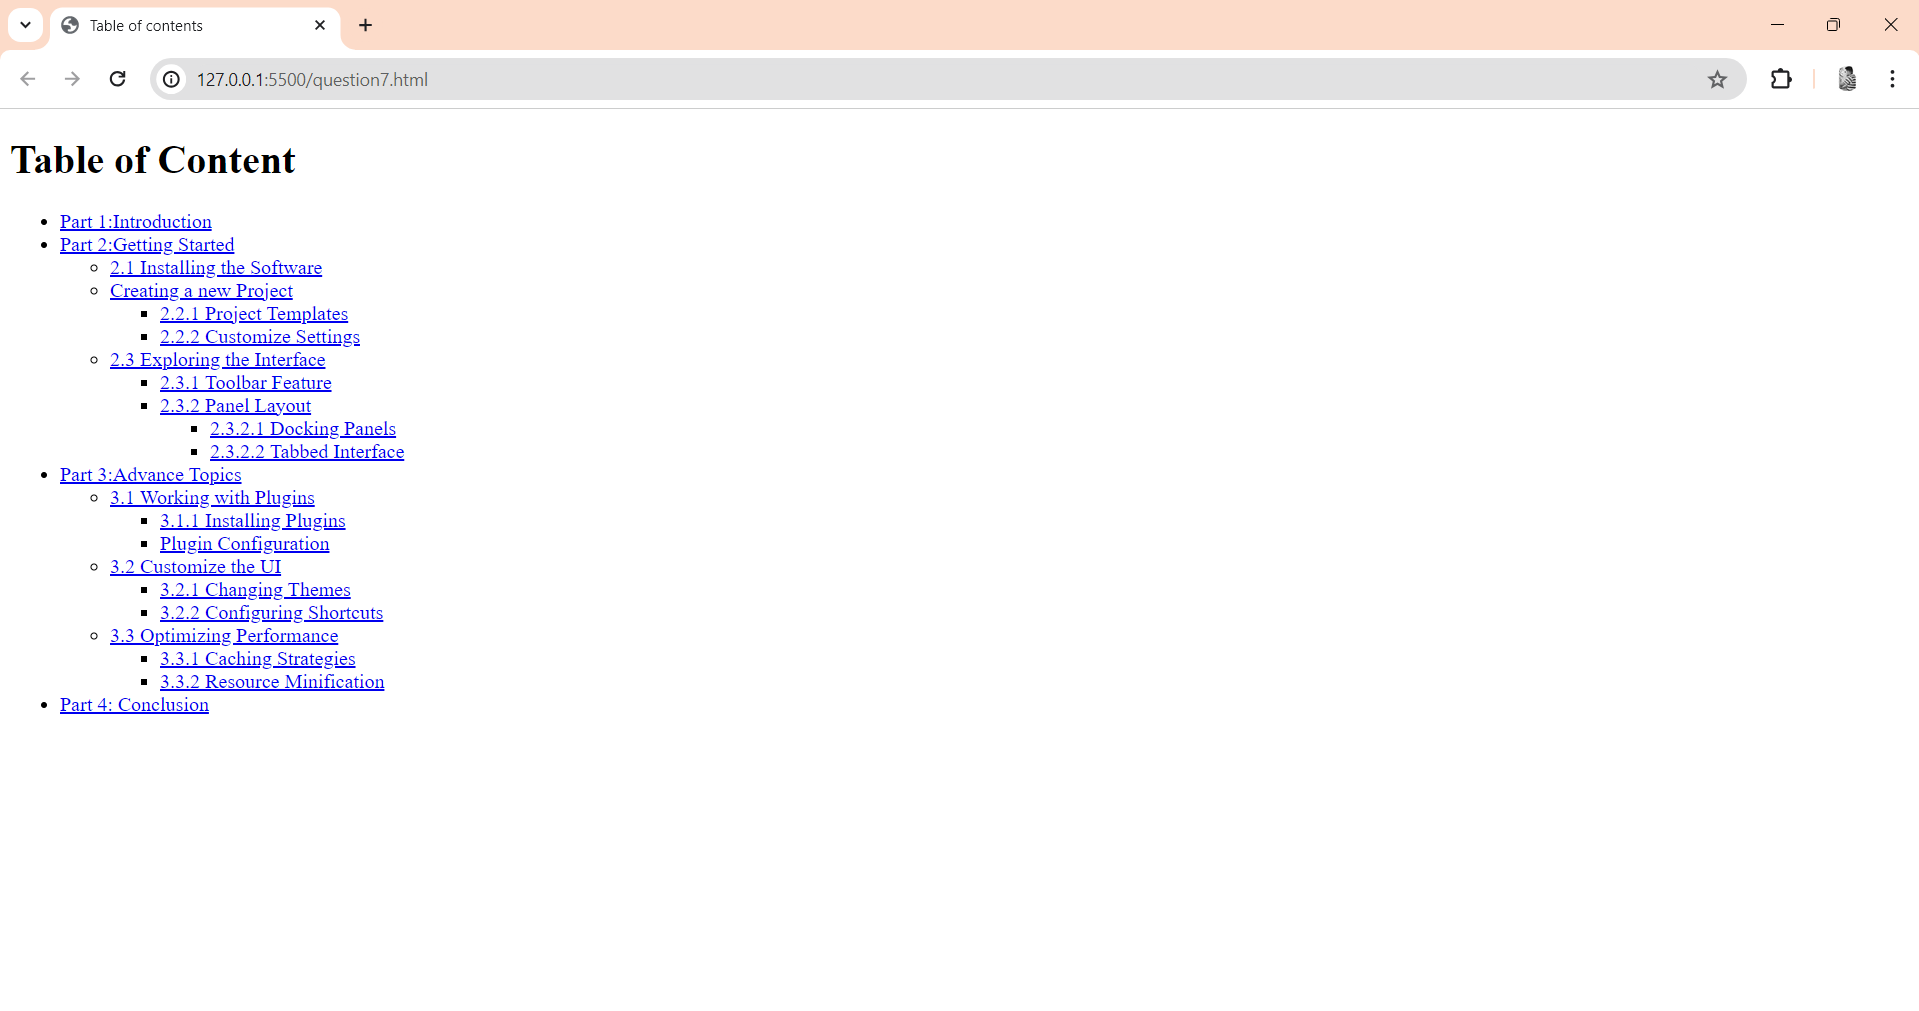 Table of contents
127.0.0.1:5500/question7.html
Table of Content
Part 1:Introduction
Part 2:Getting Started
2.1 Installing the Software
Creating a new Project
2.2.1 Project Templates
2.2.2 Customize Settings
2.3 Exploring the Interface
2.3.1 Toolbar Feature
2.3.2 Panel Layout
2.3.2.1 Docking Panels
2.3.2.2 Tabbed Interface
Part 3:Advance Topics
3.1 Working with Plugins
3.1.1 Installing Plugins
Plugin Configuration
3.2 Customize the UI
3.2.1 Changing Themes
3.2.2 Configuring Shortcuts
3.3 Optimizing Performance
3.3.1 Caching Strategies
3.3.2 Resource Minification
Part 4: Conclusion